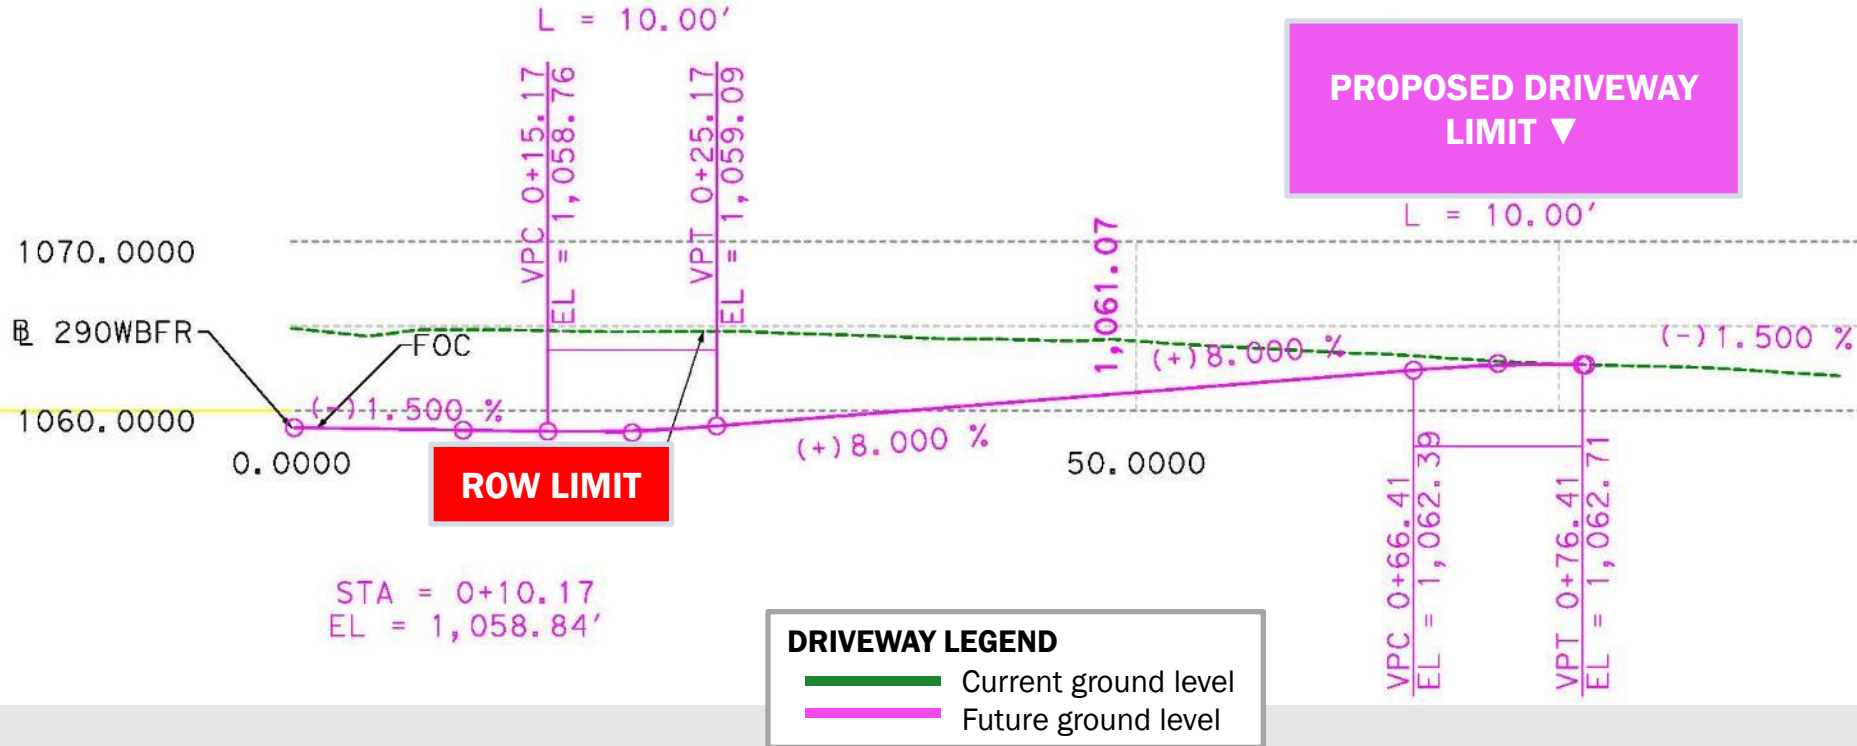 L = 10.00'
VPC 0+15.17
EL = 1,058.76
VPT 0+25.17
EL = 1,059.09
PROPOSED DRIVEWAY
LIMIT ▼
L = 10.00'
1070.0000
1,061.07
BL 290WBFR
FOC
(+)8.000 %
(-)1.500 %
(-)1.500 %
1060.0000
(+)8.000 %
0.0000
50.0000
ROW LIMIT
VPC 0+66.41
EL = 1,062.39
VPT 0+76.41
EL = 1,062.71
STA = 0+10.17
EL = 1,058.84'
DRIVEWAY LEGEND
Current ground level
Future ground level